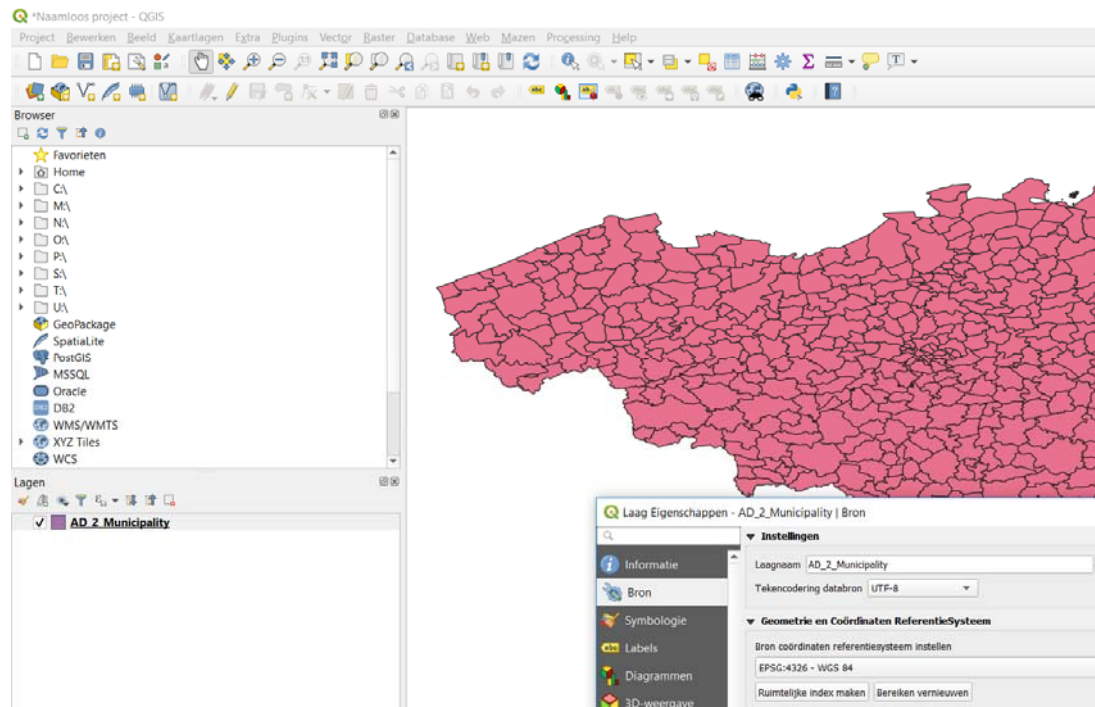 *Naamloos project - QGIS
Project Bewerken Beeld Kaartlagen Extra Plugins Vector Raster Database Web Mazen Processing Help
Browser
Favorieten
Home
C:\
M:\
N:\
O:\
P:\
S:\
T:\
U:\
GeoPackage
SpatiaLite
PostGIS
MSSQL
Oracle
DB2
WMS/WMTS
XYZ Tiles
WCS
Lagen
AD_2_Municipality
Laag Eigenschappen - AD_2_Municipality | Bron
Informatie
Bron
Symbologie
Labels
Diagrammen
3D-weergave
Instellingen
Laagnaam AD_2_Municipality
Tekencodering databron UTF-8
Geometrie en Coördinaten ReferentieSysteem
Bron coördinaten referentiesysteem instellen
EPSG:4326 - WGS 84
Ruimtelijke index maken Bereiken vernieuwen